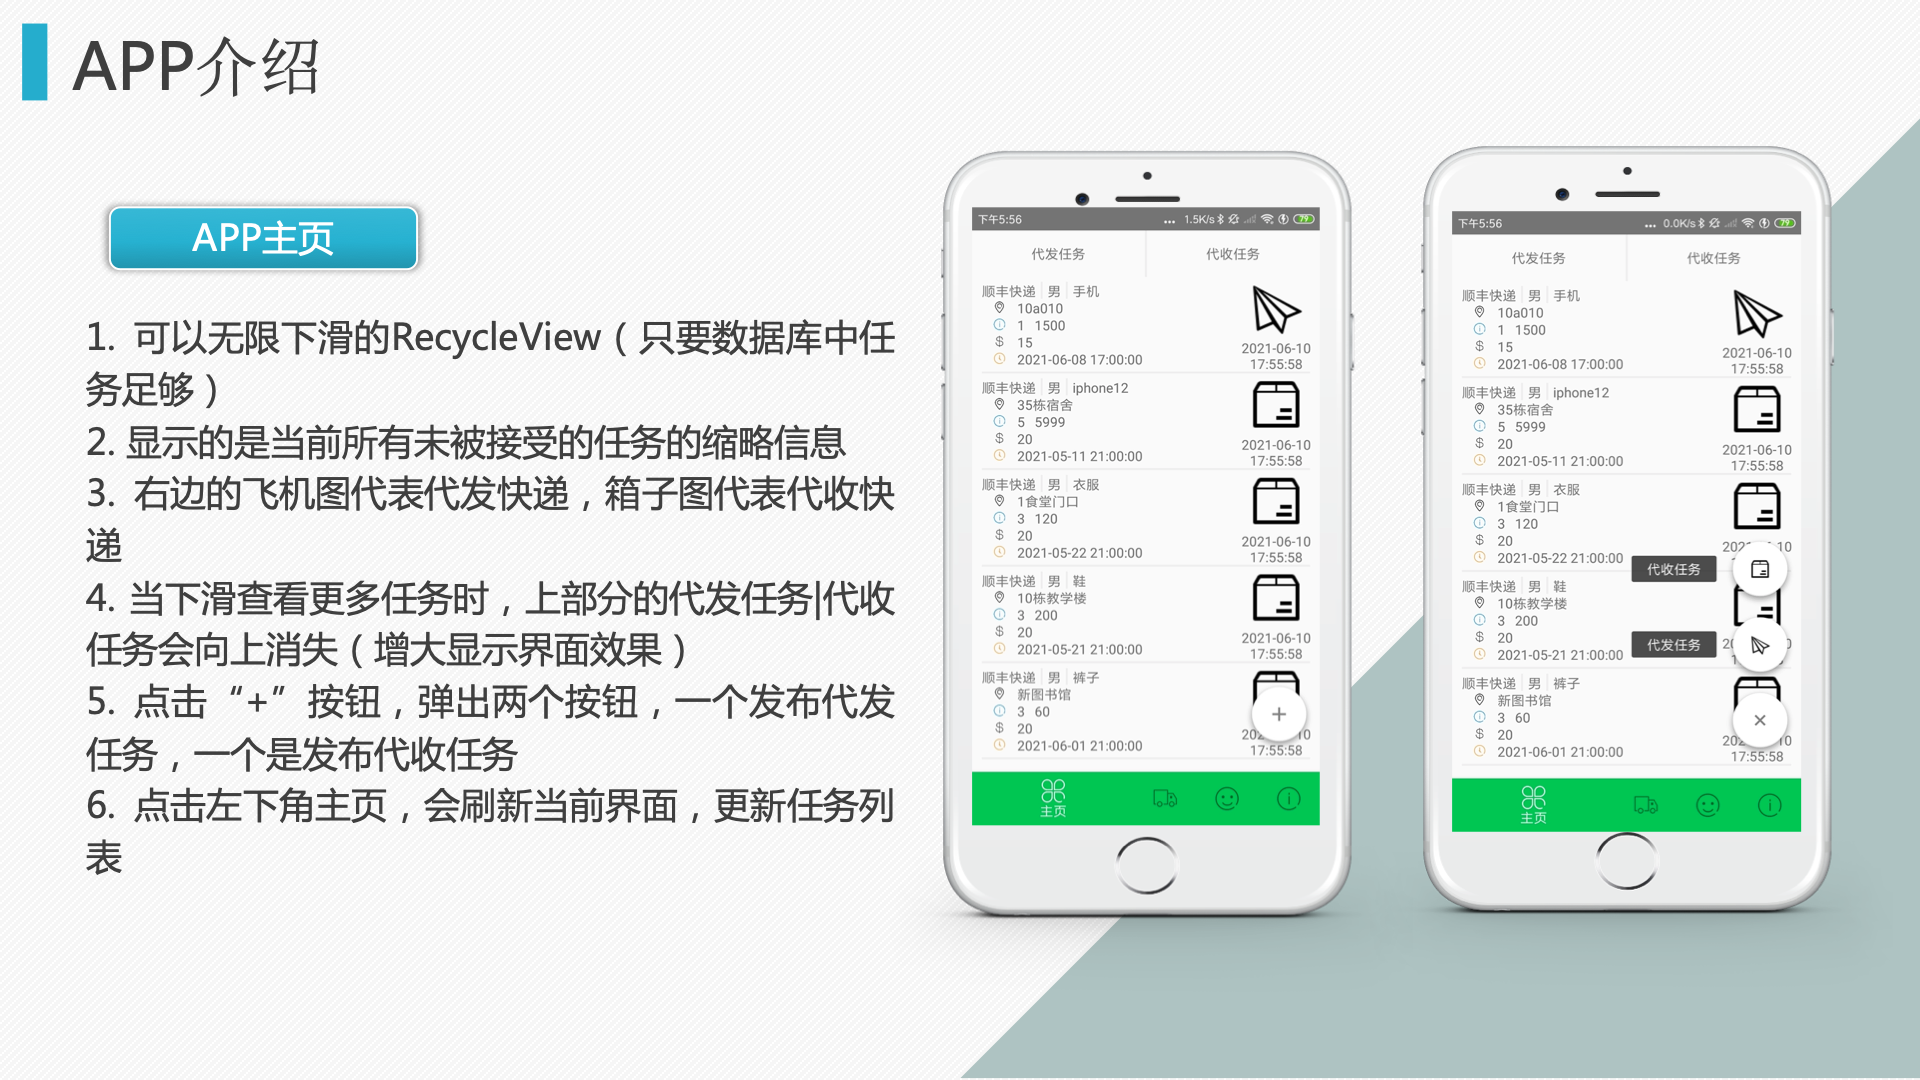 APP介绍
APP主页
1. 可以无限下滑的RecycleView（只要数据库中任
务足够）
2. 显示的是当前所有未被接受的任务的缩略信息
3. 右边的飞机图代表代发快递，箱子图代表代收快
递
4. 当下滑查看更多任务时，上部分的代发任务|代收
任务会向上消失（增大显示界面效果）
5. 点击“+”按钮，弹出两个按钮，一个发布代发
任务，一个是发布代收任务
6. 点击左下角主页，会刷新当前界面，更新任务列
表
下午5:56 ... 1.5K/s 79
代发任务 代收任务
顺丰快递 男 手机
10a010
1 1500
$ 15
2021-06-08 17:00:00
2021-06-10
17:55:58
顺丰快递 男 iphone12
35栋宿舍
5 5999
$ 20
2021-05-11 21:00:00
2021-06-10
17:55:58
顺丰快递 男 衣服
1食堂门口
3 120
$ 20
2021-05-22 21:00:00
2021-06-10
17:55:58
顺丰快递 男 鞋
10栋教学楼
3 200
$ 20
2021-05-21 21:00:00
2021-06-10
17:55:58
顺丰快递 男 裤子
新图书馆
3 60
$ 20
2021-06-01 21:00:00
+
17:55:58
主页
下午5:56 ... 0.0K/s 79
代发任务 代收任务
顺丰快递 男 手机
10a010
1 1500
$ 15
2021-06-08 17:00:00
2021-06-10
17:55:58
顺丰快递 男 iphone12
35栋宿舍
5 5999
$ 20
2021-05-11 21:00:00
2021-06-10
17:55:58
顺丰快递 男 衣服
1食堂门口
3 120
$ 20
2021-05-22 21:00:00
代收任务
顺丰快递 男 鞋
10栋教学楼
3 200
$ 20
2021-05-21 21:00:00
代发任务
顺丰快递 男 裤子
新图书馆
3 60
$ 20
2021-06-01 21:00:00
×
17:55:58
主页